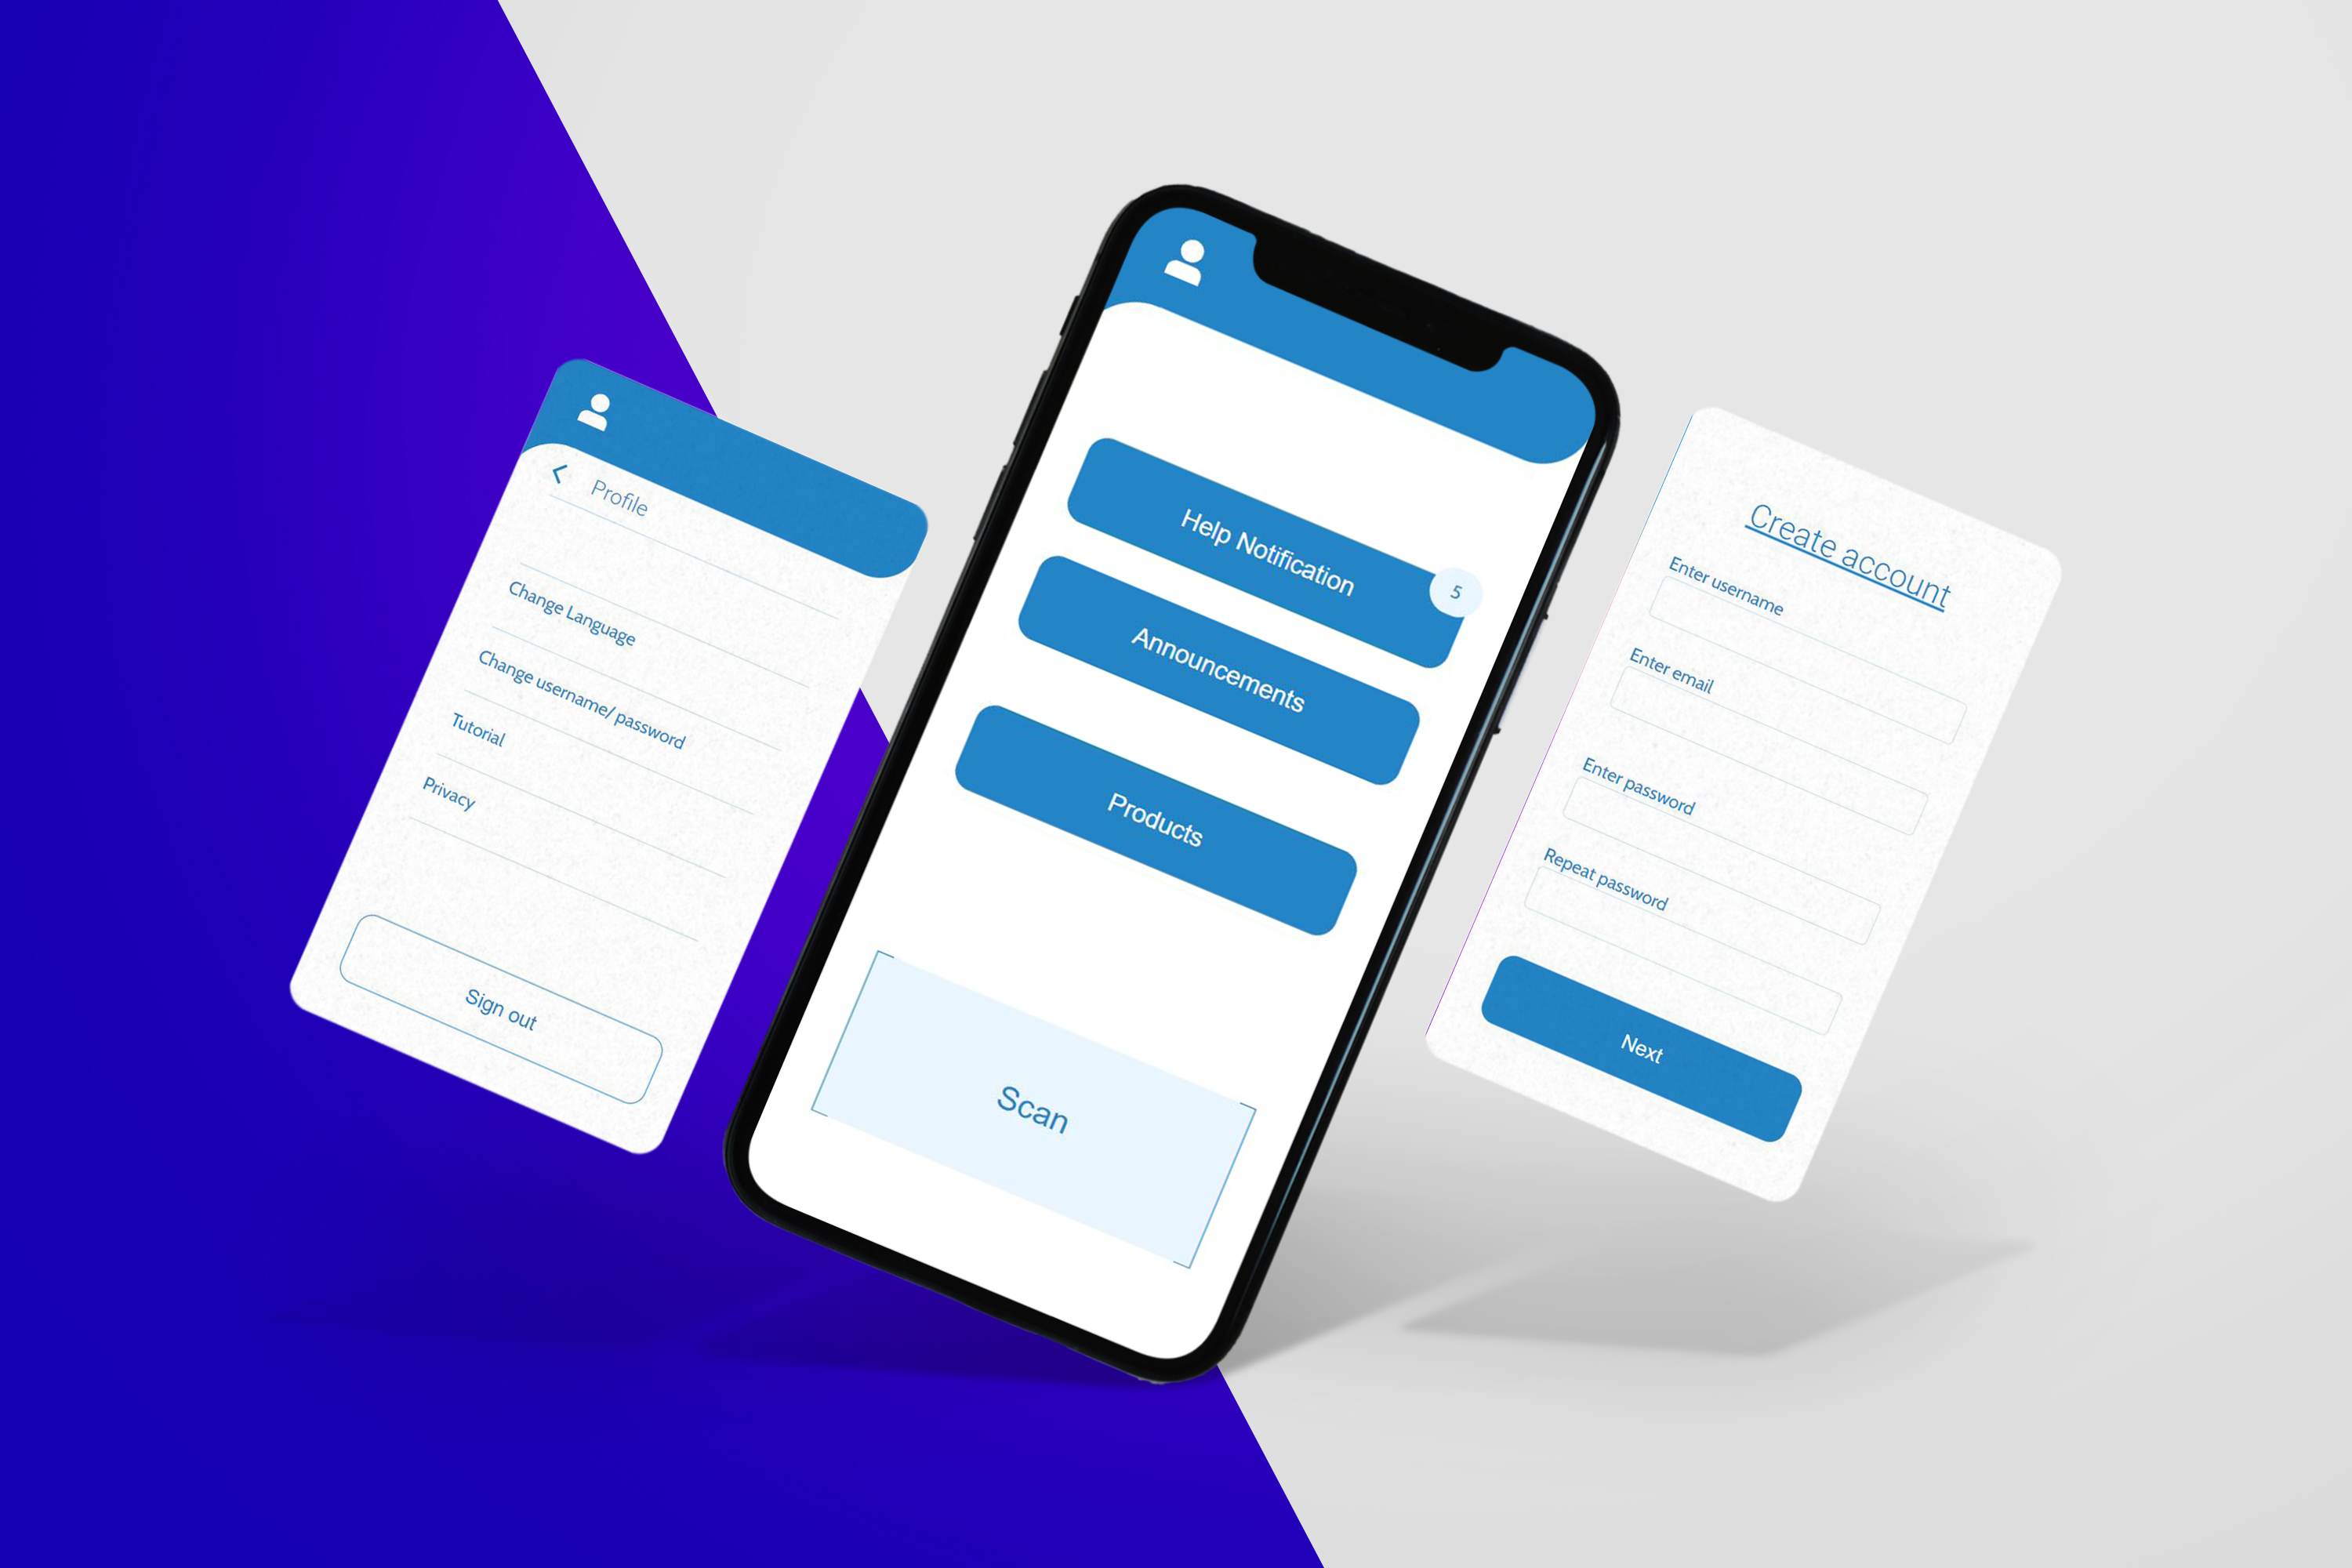 Profile
Change Language
Change username/ password
Tutorial
Privacy
Sign out
Help Notification
5
Announcements
Products
Scan
Create account
Enter username
Enter email
Enter password
Repeat password
Next